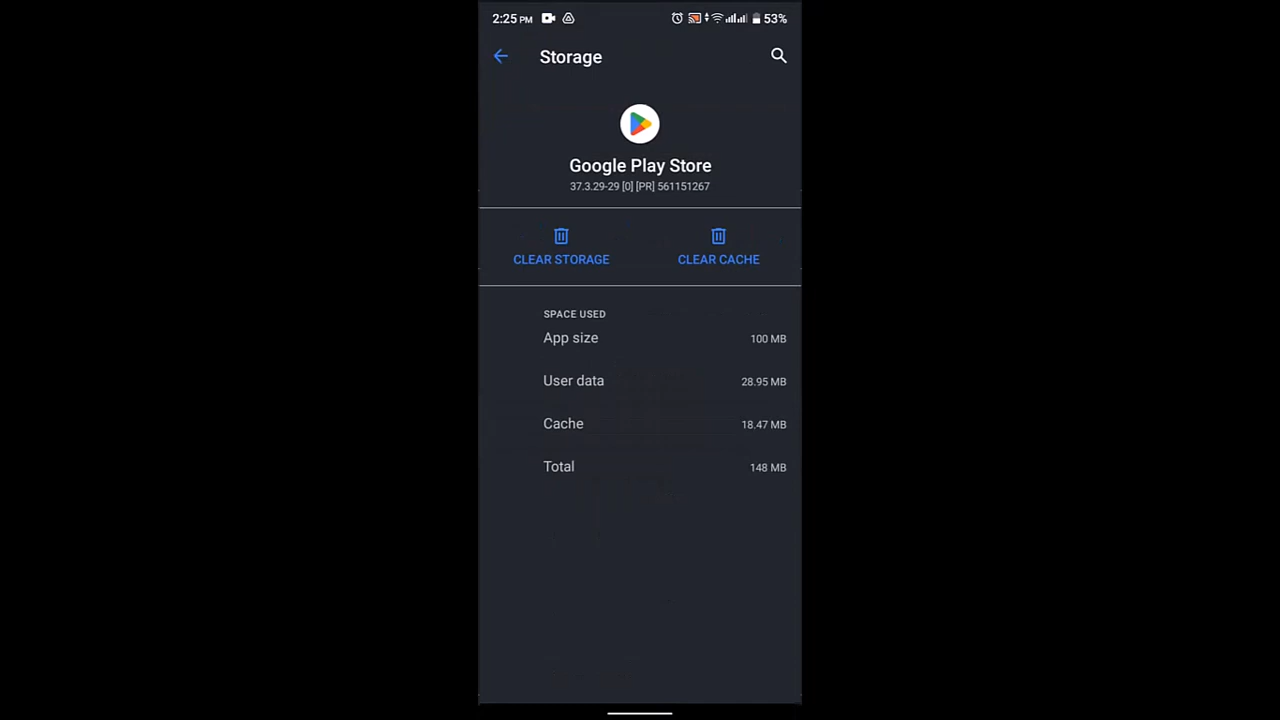 2:25 PM 53%
Storage
Google Play Store
37.3.29-29 [0] [PR] 561151267
CLEAR STORAGE CLEAR CACHE
SPACE USED
App size 100 MB
User data 28.95 MB
Cache 18.47 MB
Total 148 MB